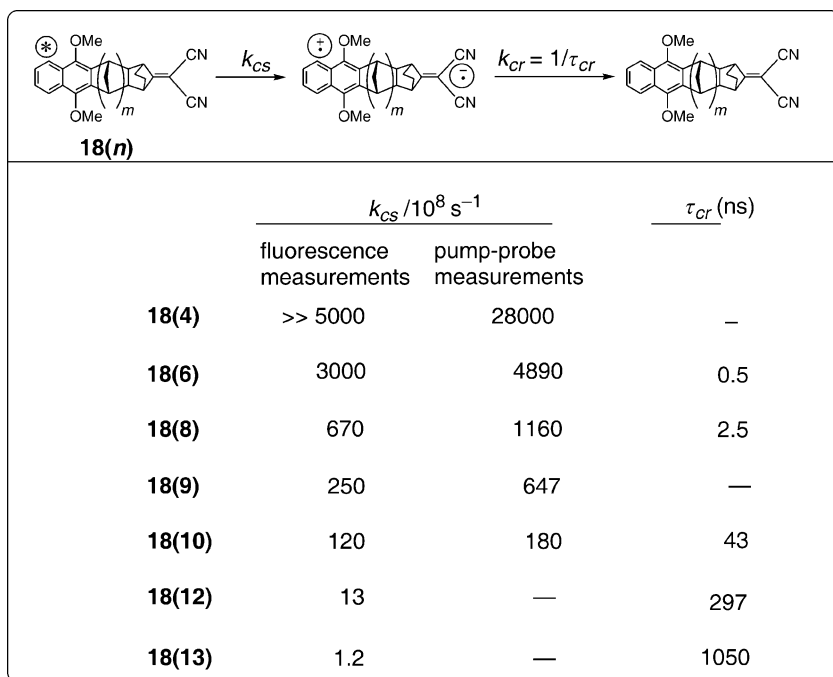 * OMe CN k_cs + OMe CN k_cr = 1/τ_cr OMe CN
CN - CN CN
OMe m OMe m OMe m
18(n)
k_cs /10⁸ s⁻¹ τ_cr (ns)
fluorescence pump-probe
measurements measurements
18(4) >> 5000 28000 –
18(6) 3000 4890 0.5
18(8) 670 1160 2.5
18(9) 250 647 —
18(10) 120 180 43
18(12) 13 — 297
18(13) 1.2 — 1050